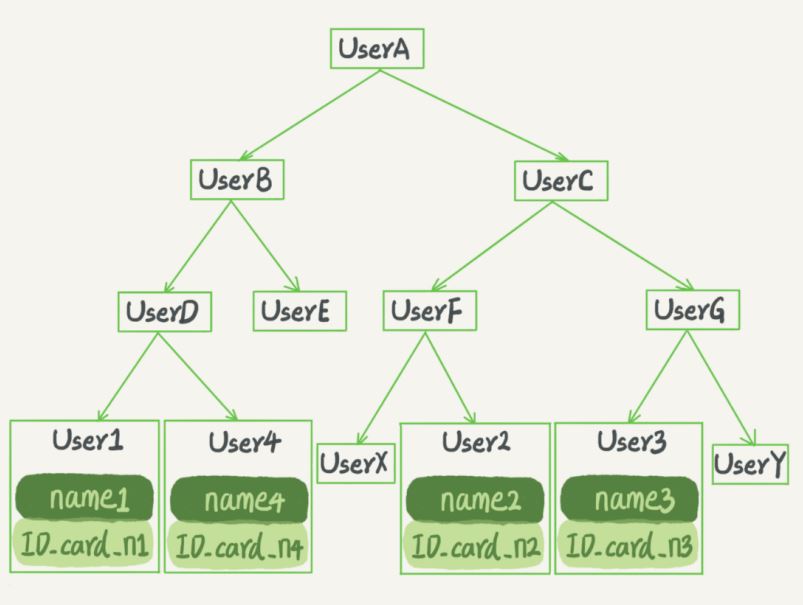 UserA
UserB
UserC
UserD
UserE
UserF
UserG
User1
name1
ID_card_n1
User4
name4
ID_card_n4
UserX
User2
name2
ID_card_n2
User3
name3
ID_card_n3
UserY